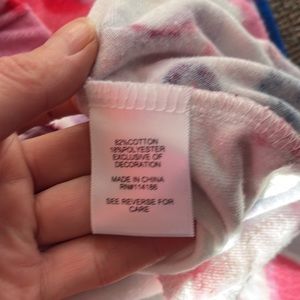 82%COTTON
18%POLYESTER
EXCLUSIVE OF
DECORATION
MADE IN CHINA
RN#114186
SEE REVERSE FOR
CARE